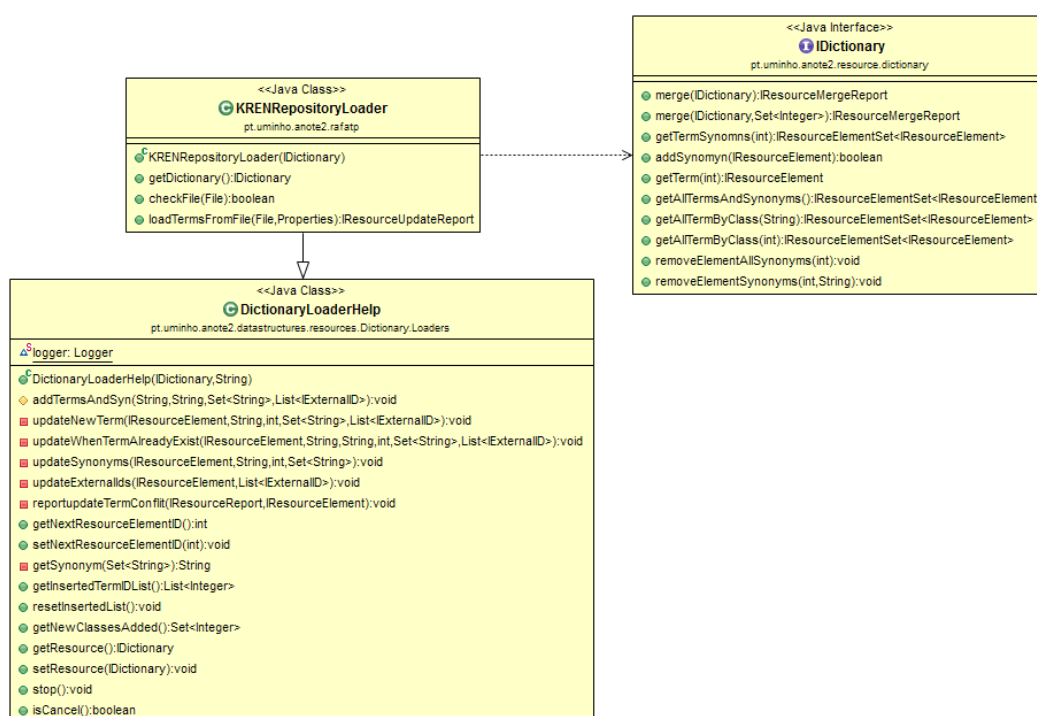 <<Java Interface>>
IDictionary
pt.uminho.anote2.resource.dictionary
merge(IDictionary):IResourceMergeReport
merge(IDictionary,Set<Integer>):IResourceMergeReport
getTermSynomns(int):IResourceElementSet<IResourceElement>
addSynomyn(IResourceElement):boolean
getTerm(int):IResourceElement
getAllTermsAndSynonyms():IResourceElementSet<IResourceElement
getAllTermByClass(String):IResourceElementSet<IResourceElement>
getAllTermByClass(int):IResourceElementSet<IResourceElement>
removeElementAllSynonyms(int):void
removeElementSynonyms(int,String):void
<<Java Class>>
KRENRepositoryLoader
pt.uminho.anote2.rafatp
KRENRepositoryLoader(IDictionary)
getDictionary():IDictionary
checkFile(File):boolean
loadTermsFromFile(File,Properties):IResourceUpdateReport
<<Java Class>>
DictionaryLoaderHelp
pt.uminho.anote2.datastructures.resources.Dictionary.Loaders
logger: Logger
DictionaryLoaderHelp(IDictionary,String)
addTermsAndSyn(String,String,Set<String>,List<IExternalID>):void
updateNewTerm(IResourceElement,String,int,Set<String>,List<IExternalID>):void
updateWhenTermAlreadyExist(IResourceElement,String,String,int,Set<String>,List<IExternalID>):void
updateSynonyms(IResourceElement,String,int,Set<String>):void
updateExternalIds(IResourceElement,List<IExternalID>):void
reportupdateTermConflit(IResourceReport,IResourceElement):void
getNextResourceElementID():int
setNextResourceElementID(int):void
getSynonym(Set<String>):String
getInsertedTermIDList():List<Integer>
resetInsertedList():void
getNewClassesAdded():Set<Integer>
getResource():IDictionary
setResource(IDictionary):void
stop():void
isCancel():boolean